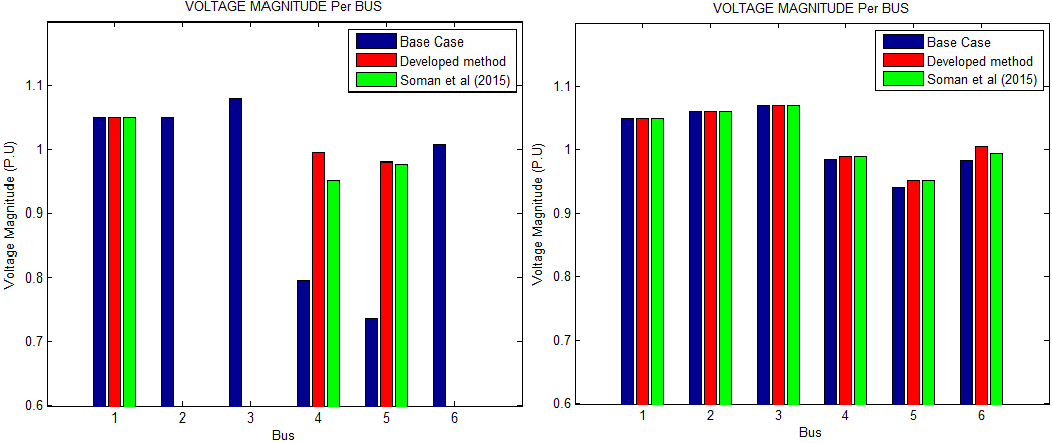 VOLTAGE MAGNITUDE Per BUS
Base Case
Developed method
Soman et al (2015)
Voltage Magnitude (P.U)
1.1
1
0.9
0.8
0.7
0.6
1 2 3 4 5 6
Bus
VOLTAGE MAGNITUDE Per BUS
Base Case
Developed method
Soman et al (2015)
Voltage Magnitude (P.U)
1.1
1
0.9
0.8
0.7
0.6
1 2 3 4 5 6
Bus